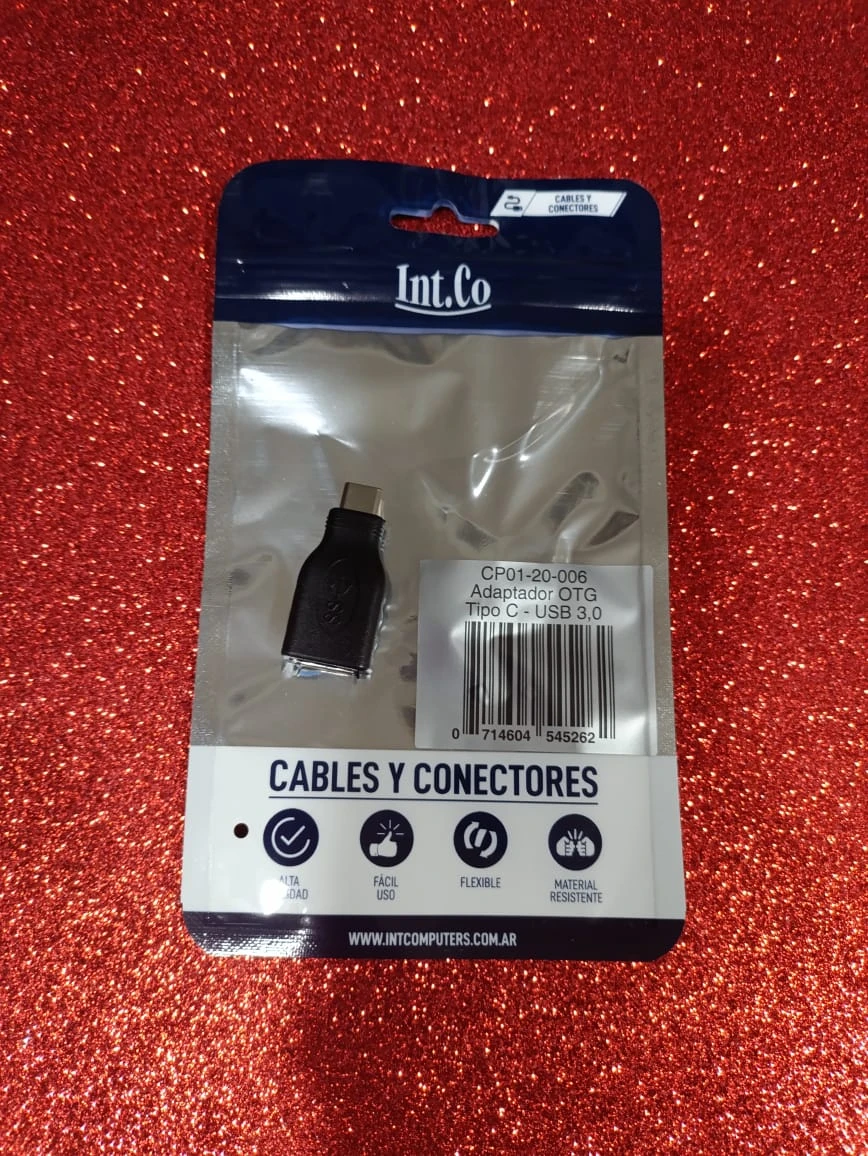 CABLES Y
CONECTORES
Int.Co
CP01-20-006
Adaptador OTG
Tipo C - USB 3,0
0 714604 545262
CABLES Y CONECTORES
ALTA
FÁCIL
USO
FLEXIBLE
MATERIAL
RESISTENTE
WWW.INTCOMPUTERS.COM.AR